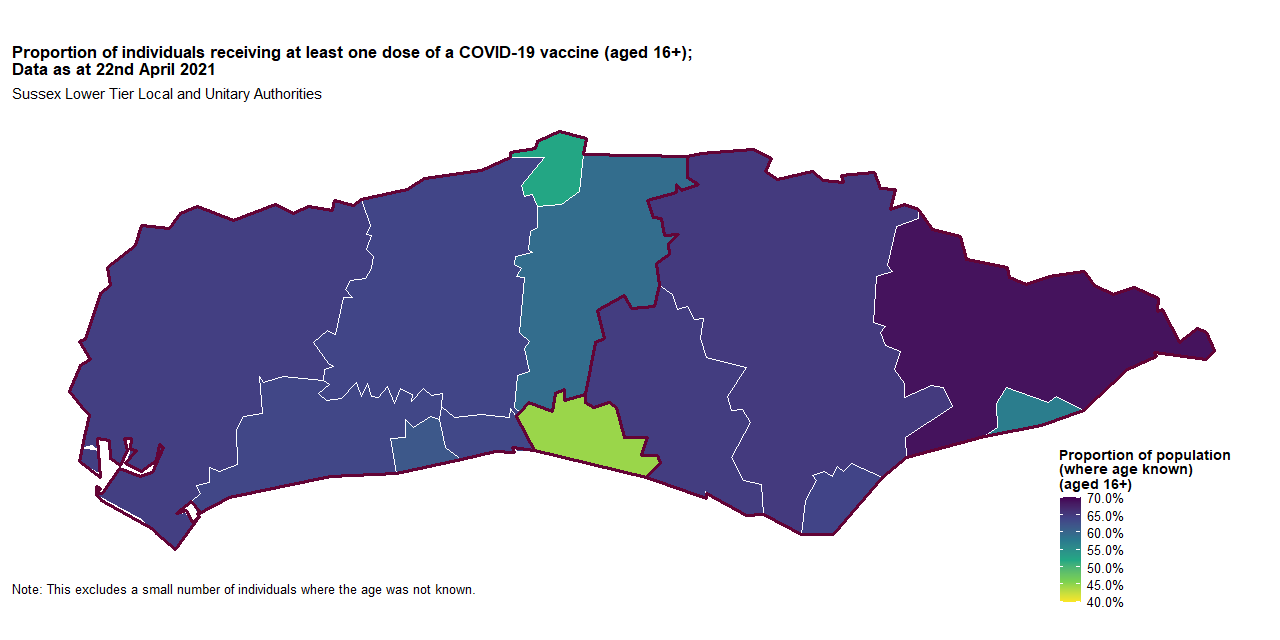 Proportion of individuals receiving at least one dose of a COVID-19 vaccine (aged 16+);
Data as at 22nd April 2021
Sussex Lower Tier Local and Unitary Authorities
Proportion of population
(where age known)
(aged 16+)
70.0%
65.0%
60.0%
55.0%
50.0%
45.0%
40.0%
Note: This excludes a small number of individuals where the age was not known.